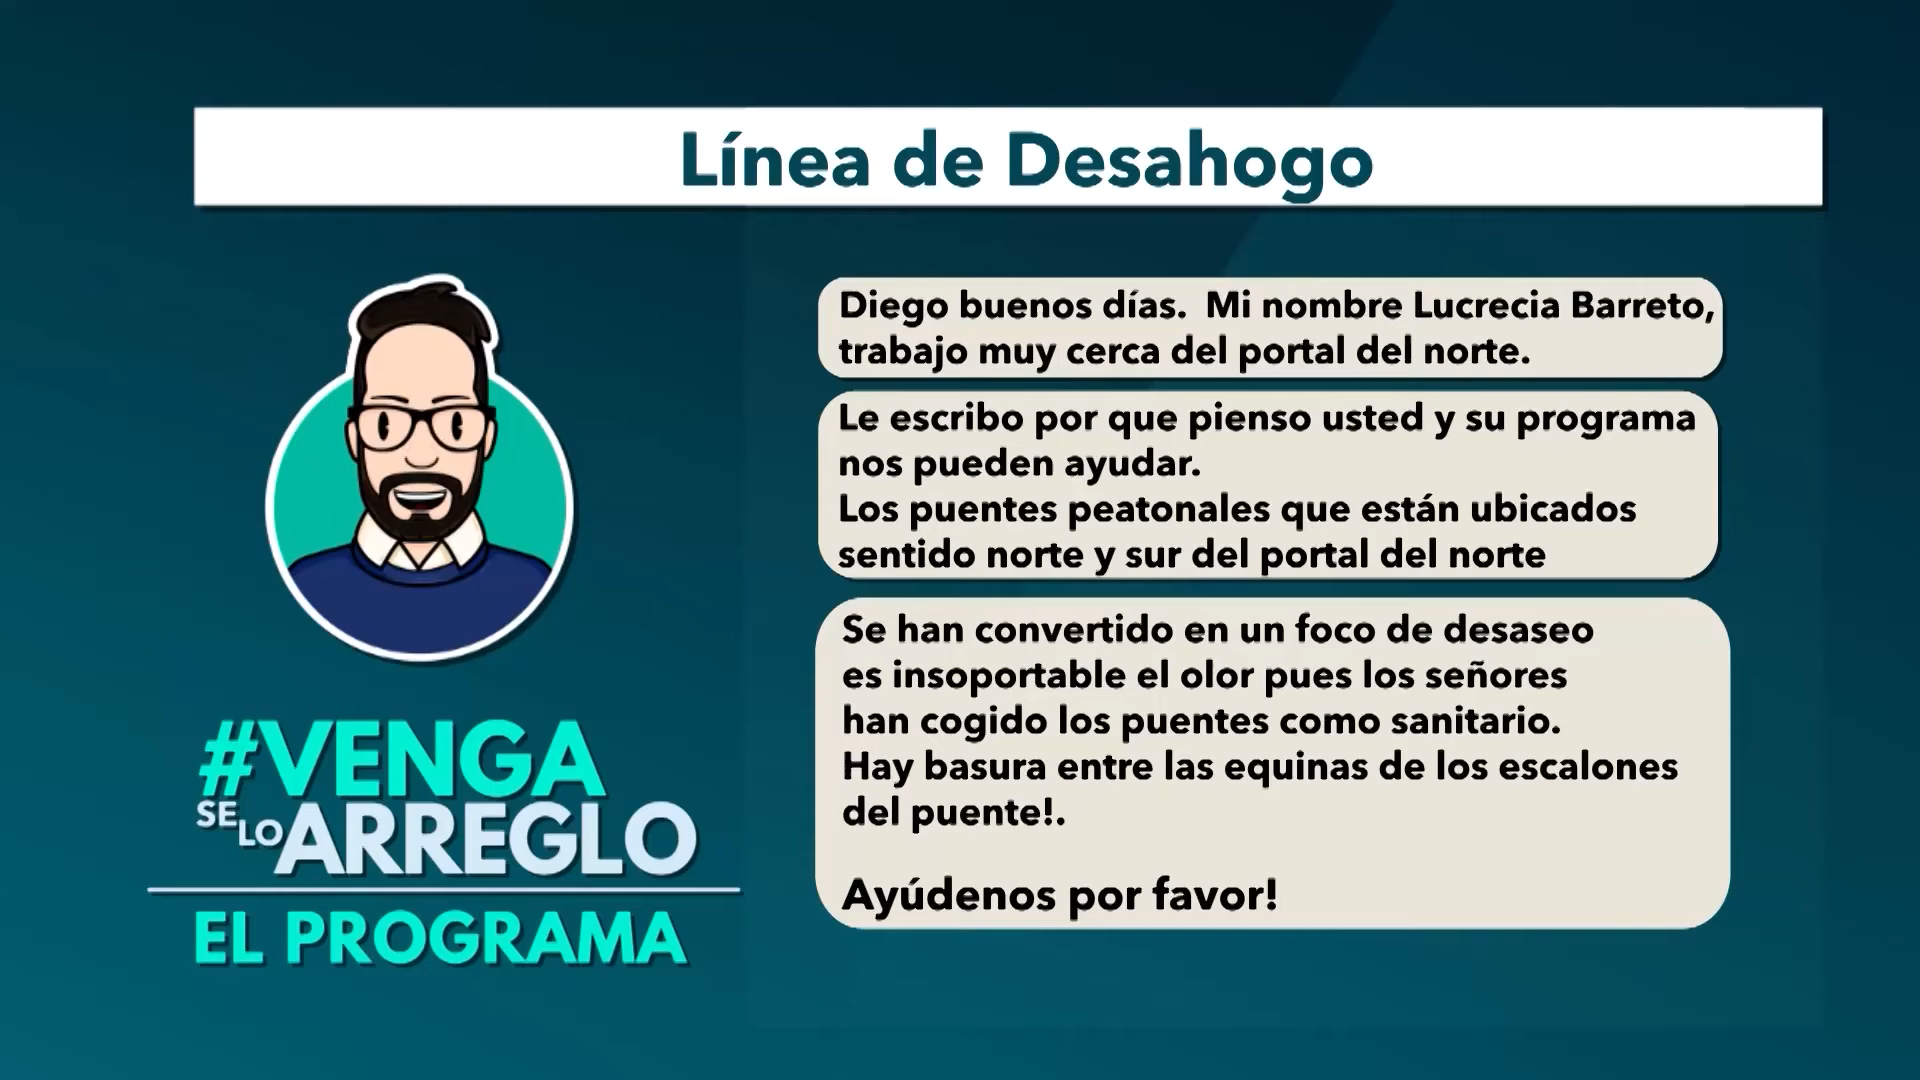 Línea de Desahogo
Diego buenos días.  Mi nombre Lucrecia Barreto,
trabajo muy cerca del portal del norte.
Le escribo por que pienso usted y su programa
nos pueden ayudar.
Los puentes peatonales que están ubicados
sentido norte y sur del portal del norte
Se han convertido en un foco de desaseo
es insoportable el olor pues los señores
han cogido los puentes como sanitario.
Hay basura entre las equinas de los escalones
del puente!.
Ayúdenos por favor!
#VENGA
SE LO ARREGLO
EL PROGRAMA